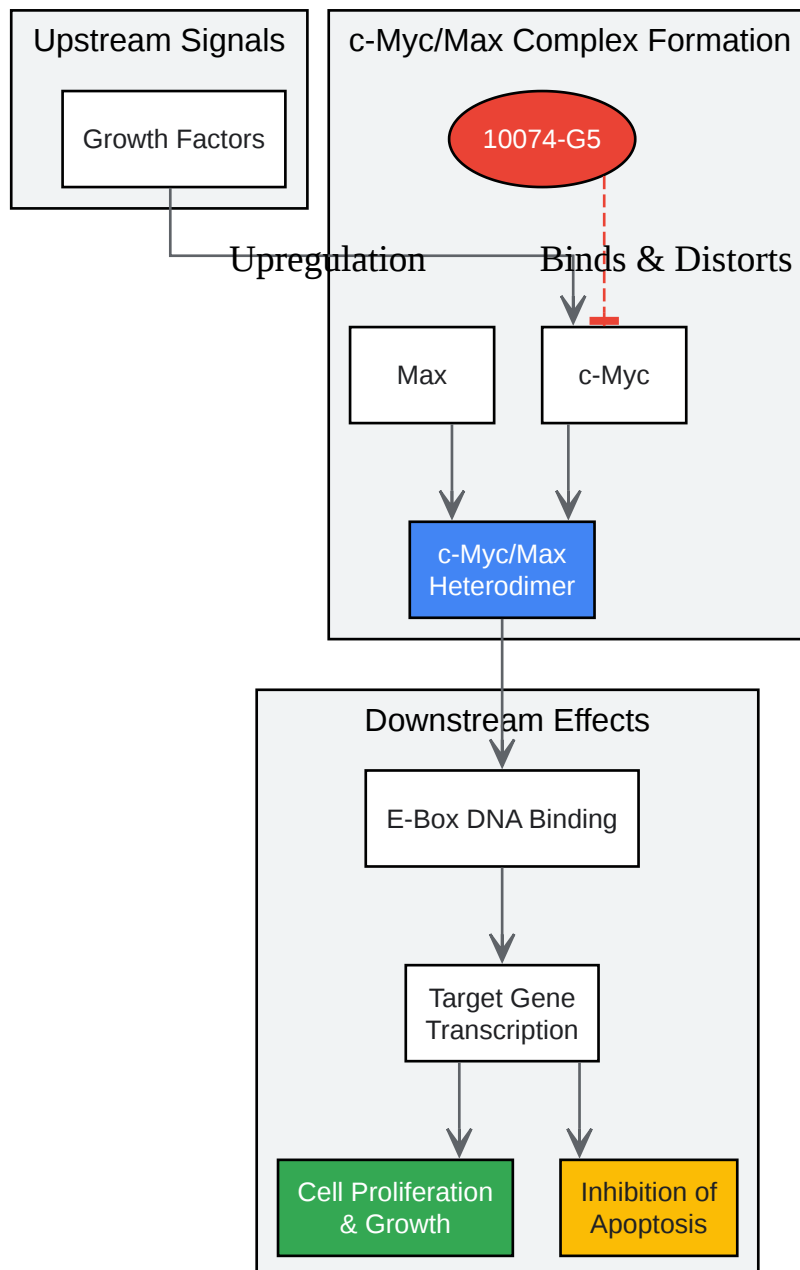 Upstream Signals
c-Myc/Max Complex Formation
Growth Factors
10074-G5
Upregulation
Binds & Distorts
Max
c-Myc
c-Myc/Max
Heterodimer
Downstream Effects
E-Box DNA Binding
Target Gene
Transcription
Cell Proliferation
& Growth
Inhibition of
Apoptosis